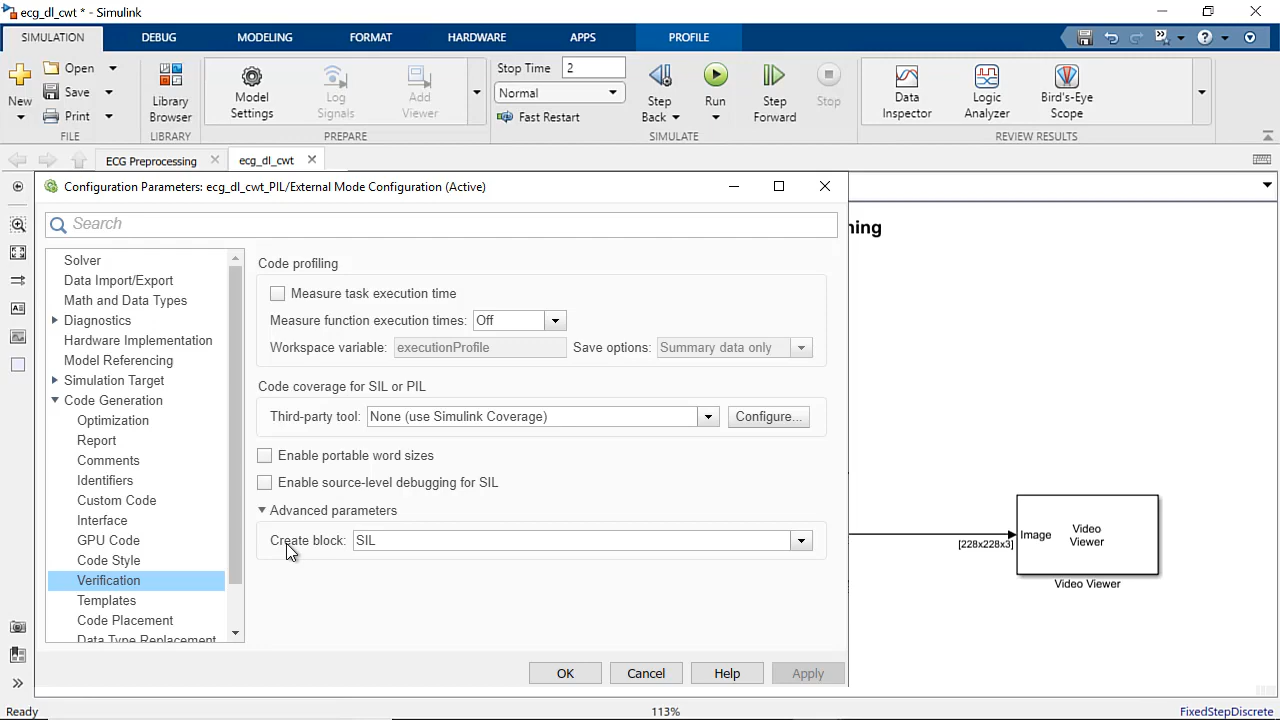 ecg_dl_cwt * - Simulink
SIMULATION DEBUG MODELING FORMAT HARDWARE APPS PROFILE
New
Open
Save
Print
FILE
Library Browser
LIBRARY
Model Settings
Log Signals
Add Viewer
PREPARE
Stop Time 2
Normal
Fast Restart
Step Back
Run
Step Forward
Stop
SIMULATE
Data Inspector
Logic Analyzer
Bird's-Eye Scope
REVIEW RESULTS
ECG Preprocessing
ecg_dl_cwt
Configuration Parameters: ecg_dl_cwt_PIL/External Mode Configuration (Active)
Search
Solver
Data Import/Export
Math and Data Types
Diagnostics
Hardware Implementation
Model Referencing
Simulation Target
Code Generation
Optimization
Report
Comments
Identifiers
Custom Code
Interface
GPU Code
Code Style
Verification
Templates
Code Placement
Data Type Replacement
Code profiling
Measure task execution time
Measure function execution times: Off
Workspace variable: executionProfile Save options: Summary data only
Code coverage for SIL or PIL
Third-party tool: None (use Simulink Coverage) Configure...
Enable portable word sizes
Enable source-level debugging for SIL
Advanced parameters
Create block: SIL
OK Cancel Help Apply
ning
[228x228x3]
Image
Video
Viewer
Video Viewer
Ready 113% FixedStepDiscrete